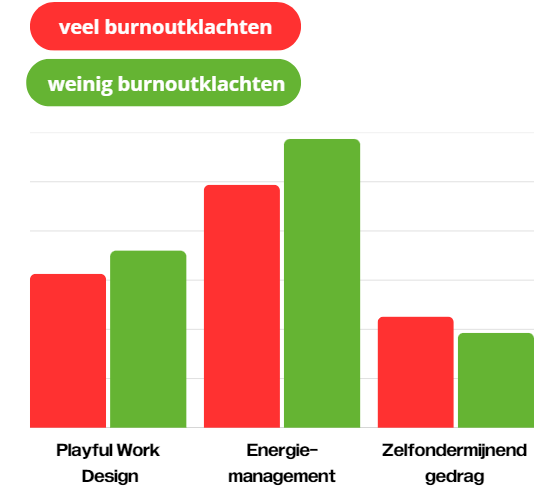 veel burnoutklachten
weinig burnoutklachten
Playful Work
Design
Energie-
management
Zelfondermijnend
gedrag